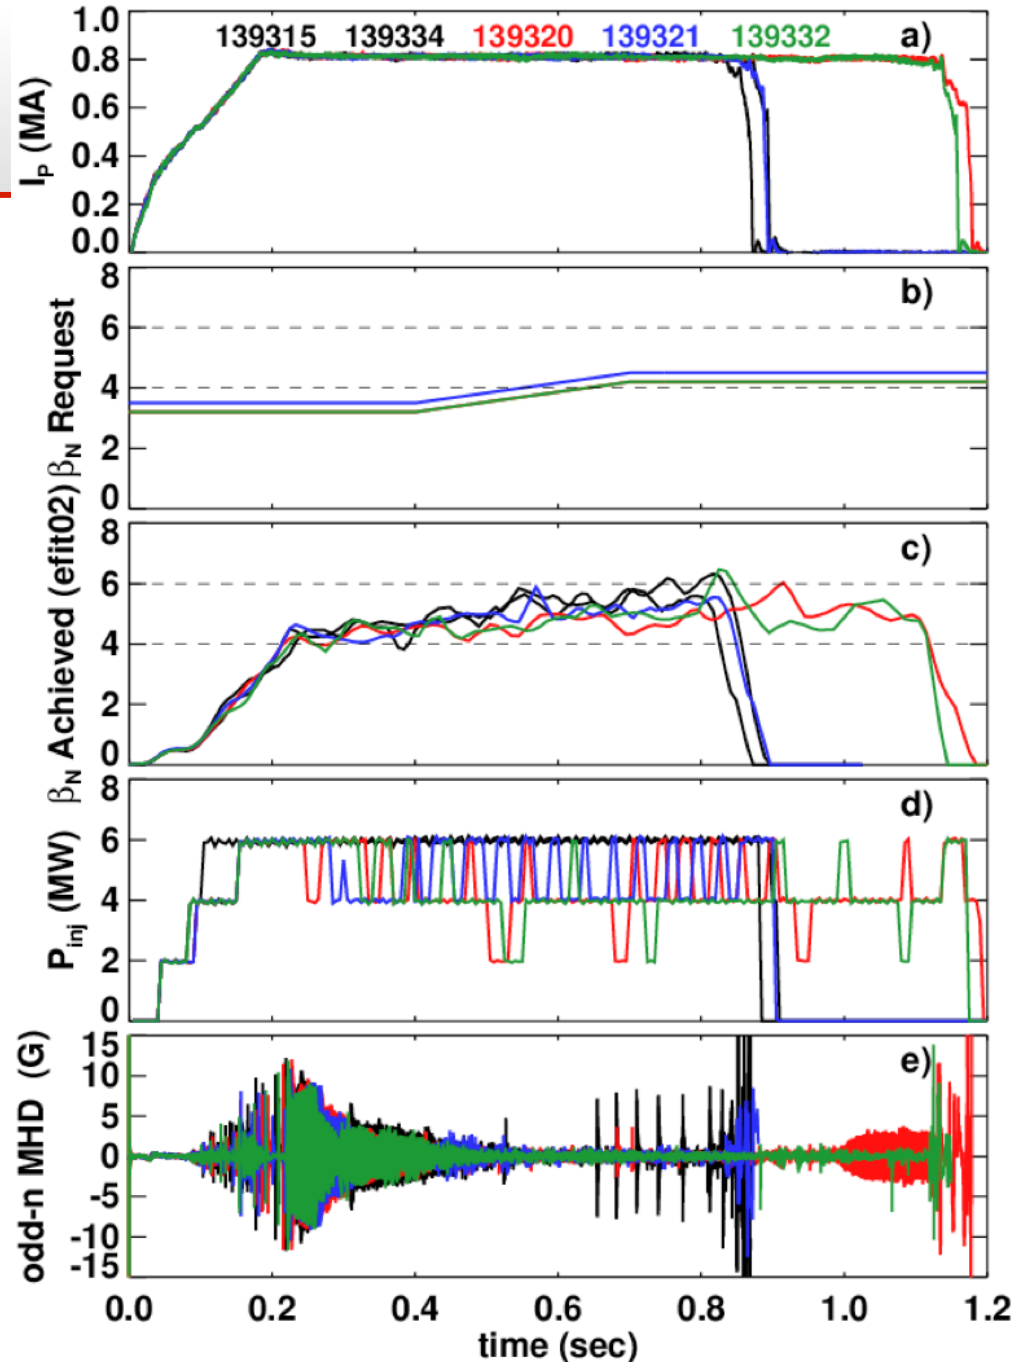 139315 139334 139320 139321 139332
a)
I_P (MA)
1.0
0.8
0.6
0.4
0.2
0.0
b)
β_N Request
8
6
4
2
0
c)
β_N Achieved (efit02)
8
6
4
2
0
d)
P_inj (MW)
8
6
4
2
0
e)
odd-n MHD (G)
15
10
5
0
-5
-10
-15
0.0 0.2 0.4 0.6 0.8 1.0 1.2
time (sec)